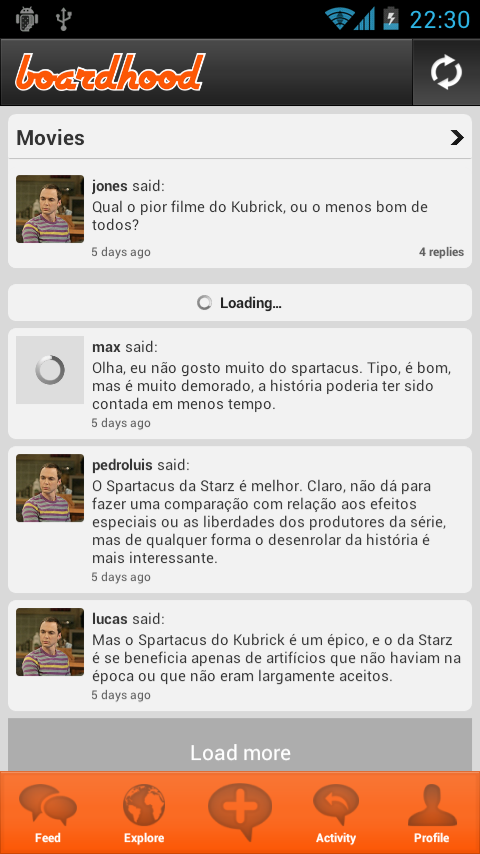 22:30
boardhood
Movies
jones said:
Qual o pior filme do Kubrick, ou o menos bom de
todos?
5 days ago 4 replies
Loading...
max said:
Olha, eu não gosto muito do spartacus. Tipo, é bom,
mas é muito demorado, a história poderia ter sido
contada em menos tempo.
5 days ago
pedroluis said:
O Spartacus da Starz é melhor. Claro, não dá para
fazer uma comparação com relação aos efeitos
especiais ou as liberdades dos produtores da série,
mas de qualquer forma o desenrolar da história é
mais interessante.
5 days ago
lucas said:
Mas o Spartacus do Kubrick é um épico, e o da Starz
é se beneficia apenas de artifícios que não haviam na
época ou que não eram largamente aceitos.
5 days ago
Load more
Feed Explore Activity Profile